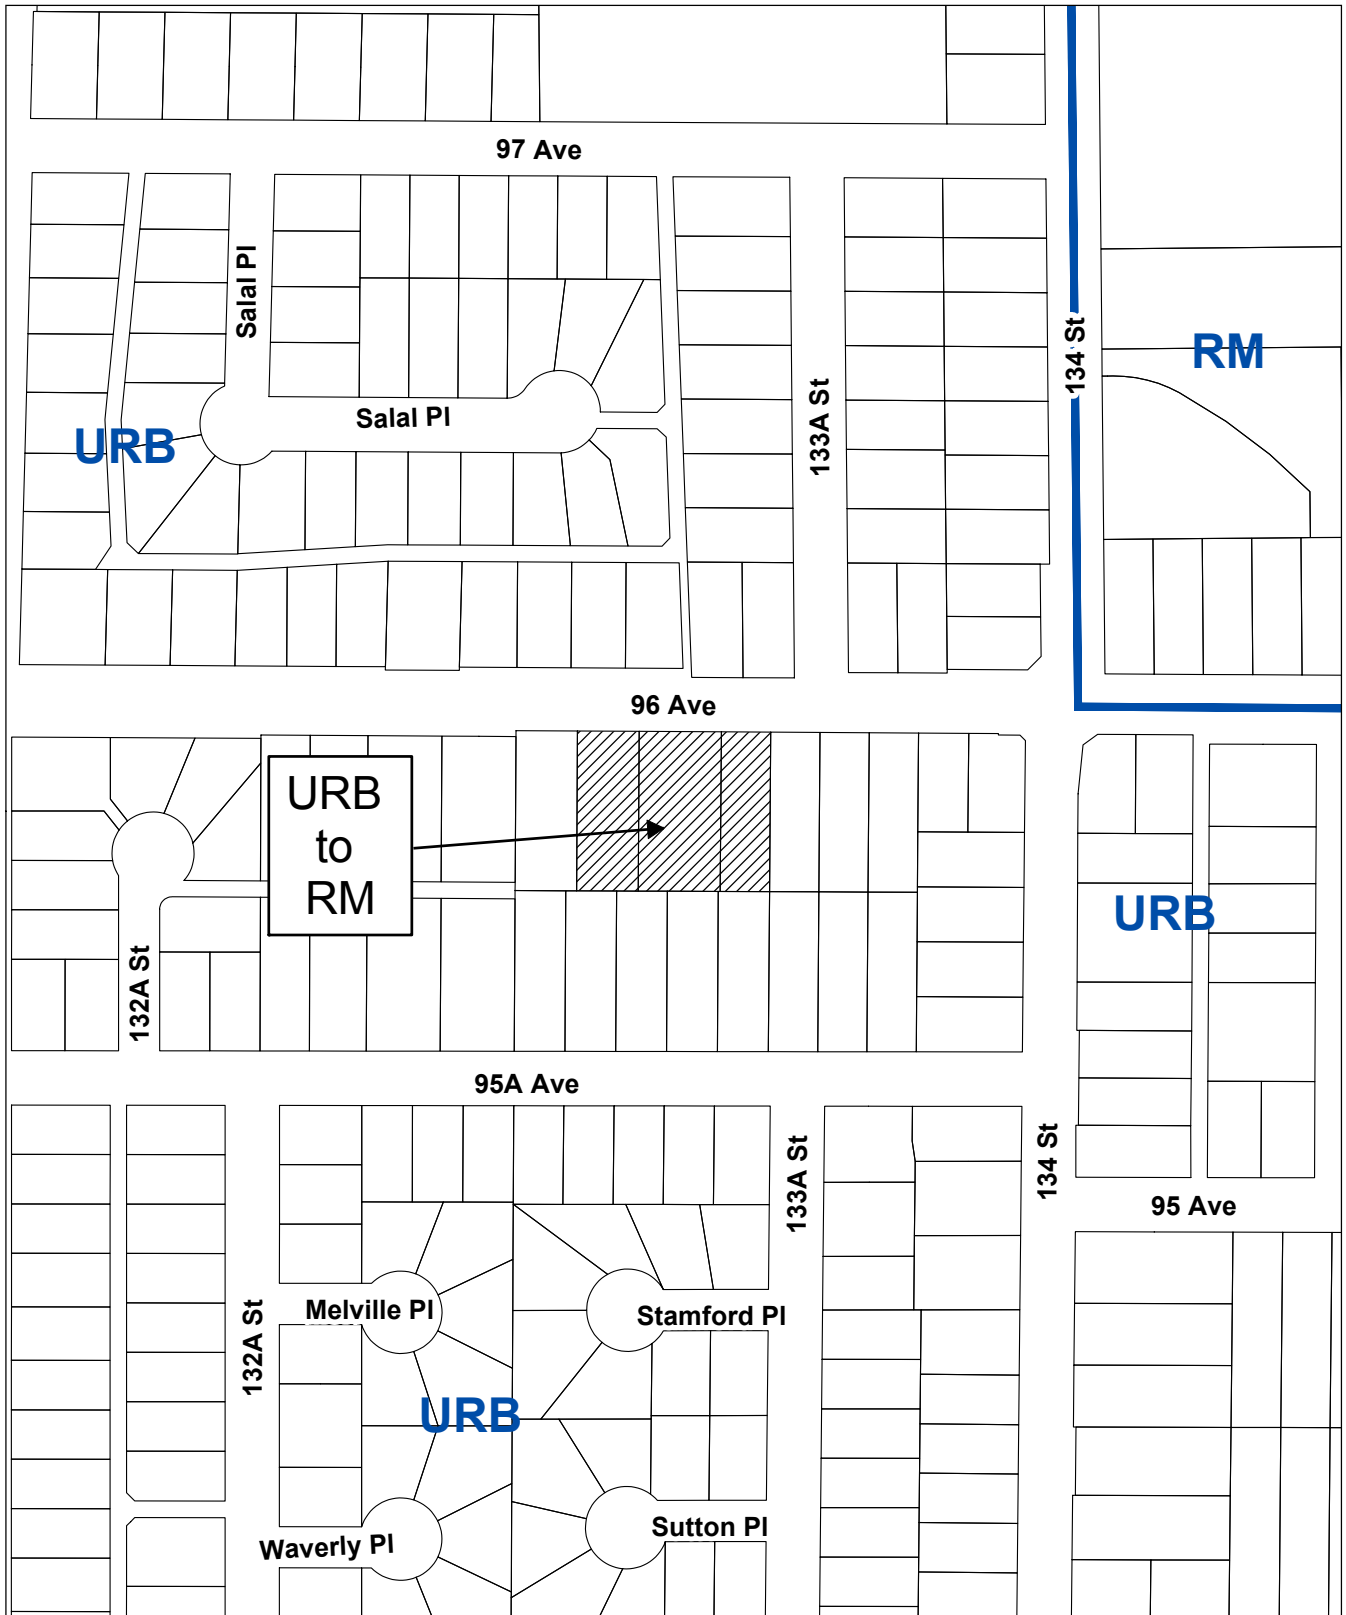 97 Ave
Salal Pl
134 St
RM
133A St
Salal Pl
URB
96 Ave
URB
to
RM
URB
132A St
95A Ave
133A St
134 St
95 Ave
Melville Pl
Stamford Pl
132A St
URB
Sutton Pl
Waverly Pl